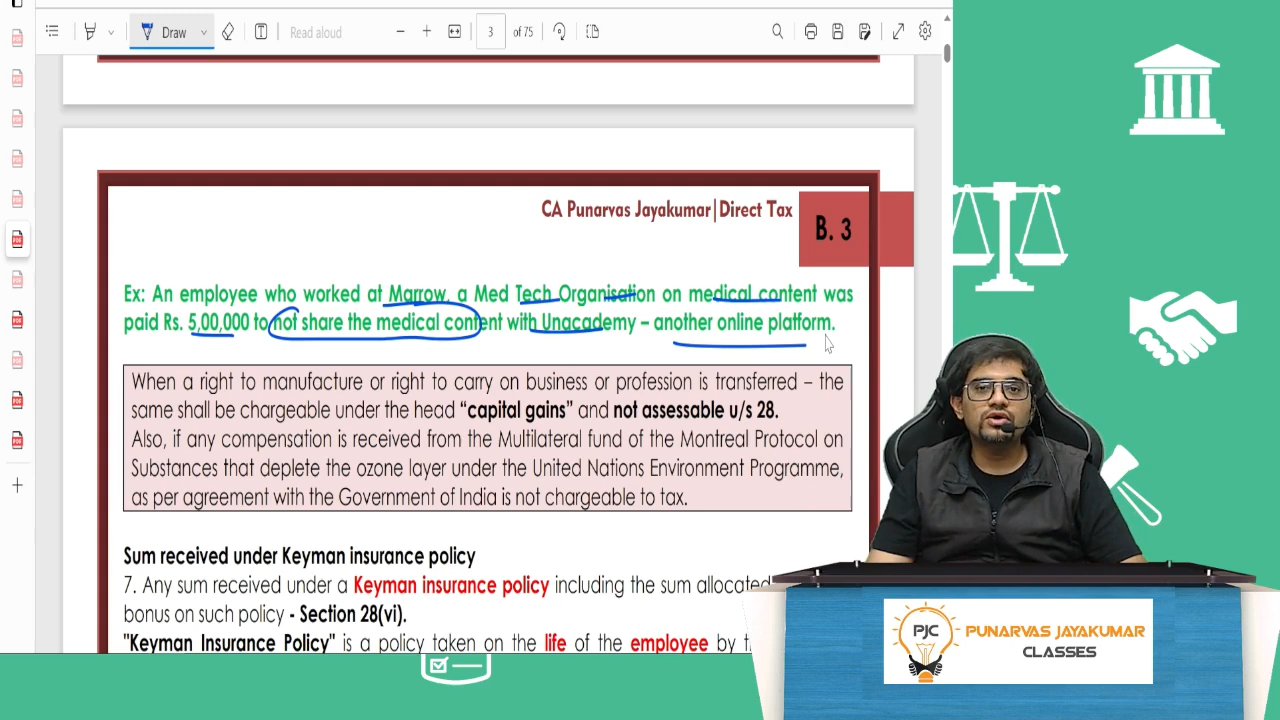 Draw
Read aloud
3
of 75
CA Punarvas Jayakumar|Direct Tax
B. 3
Ex: An employee who worked at Marrow, a Med Tech Organisation on medical content was
paid Rs. 5,00,000 to not share the medical content with Unacademy – another online platform.
When a right to manufacture or right to carry on business or profession is transferred – the
same shall be chargeable under the head “capital gains” and not assessable u/s 28.
Also, if any compensation is received from the Multilateral fund of the Montreal Protocol on
Substances that deplete the ozone layer under the United Nations Environment Programme,
as per agreement with the Government of India is not chargeable to tax.
Sum received under Keyman insurance policy
7. Any sum received under a Keyman insurance policy including the sum allocated
bonus on such policy - Section 28(vi).
"Keyman Insurance Policy" is a policy taken on the life of the employee by
PJC
PUNARVAS JAYAKUMAR
CLASSES